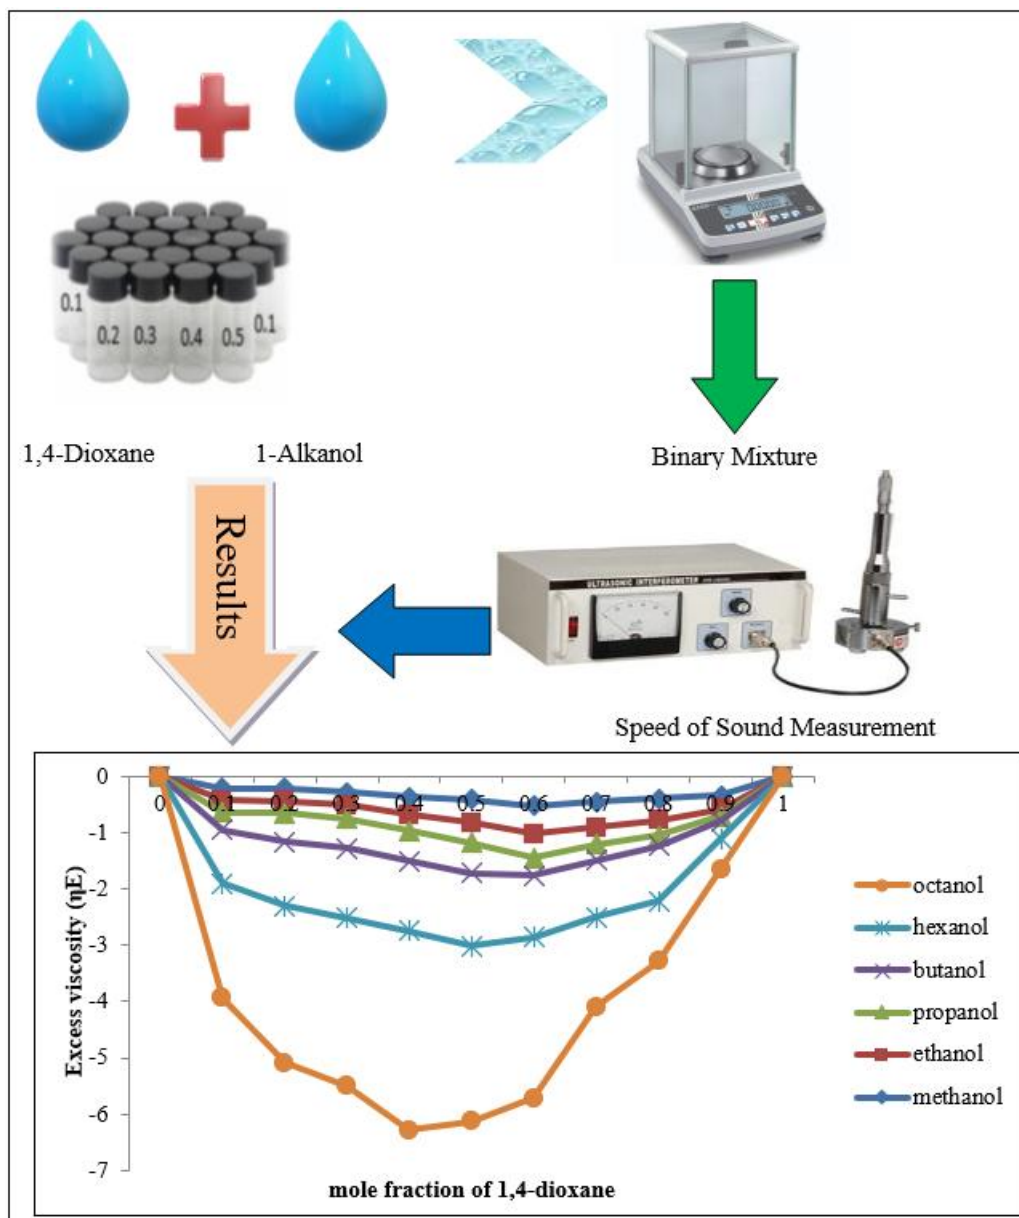 0.1
0.2
0.3
0.4
0.5
0.1
1,4-Dioxane
1-Alkanol
Binary Mixture
Results
ULTRASONIC INTERFEROMETER
Speed of Sound Measurement
0
-1
-2
-3
-4
-5
-6
-7
0 0.1 0.2 0.3 0.4 0.5 0.6 0.7 0.8 0.9 1
Excess viscosity (ηE)
mole fraction of 1,4-dioxane
octanol
hexanol
butanol
propanol
ethanol
methanol